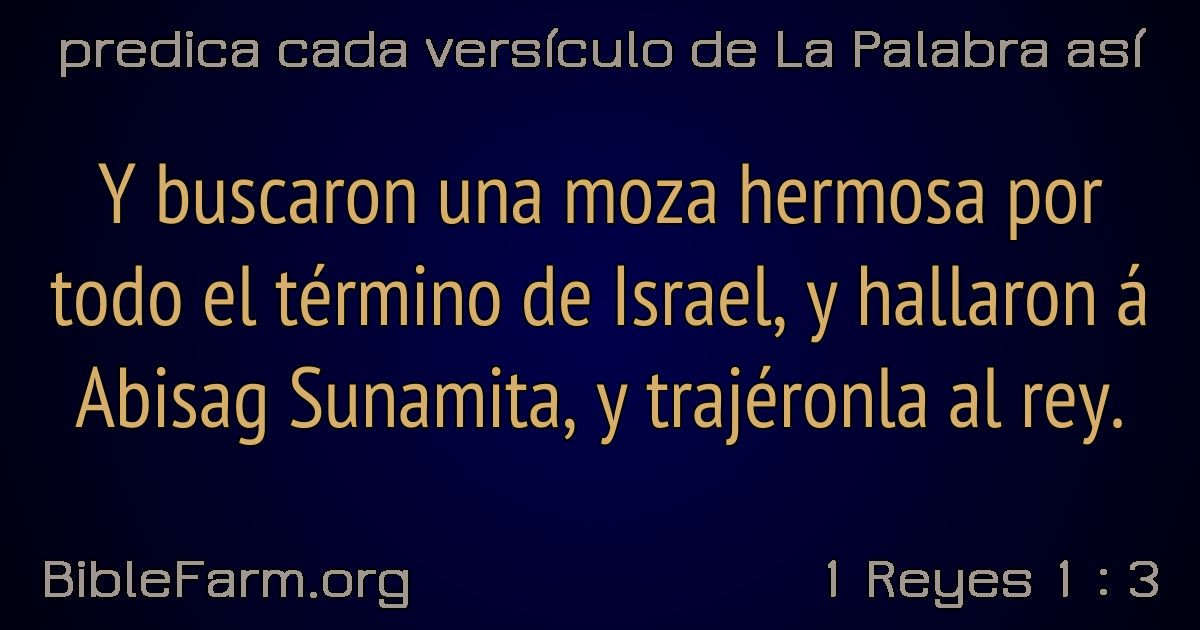 predica cada versículo de La Palabra así
Y buscaron una moza hermosa por
todo el término de Israel, y hallaron á
Abisag Sunamita, y trajéronla al rey.
BibleFarm.org
1 Reyes 1 : 3